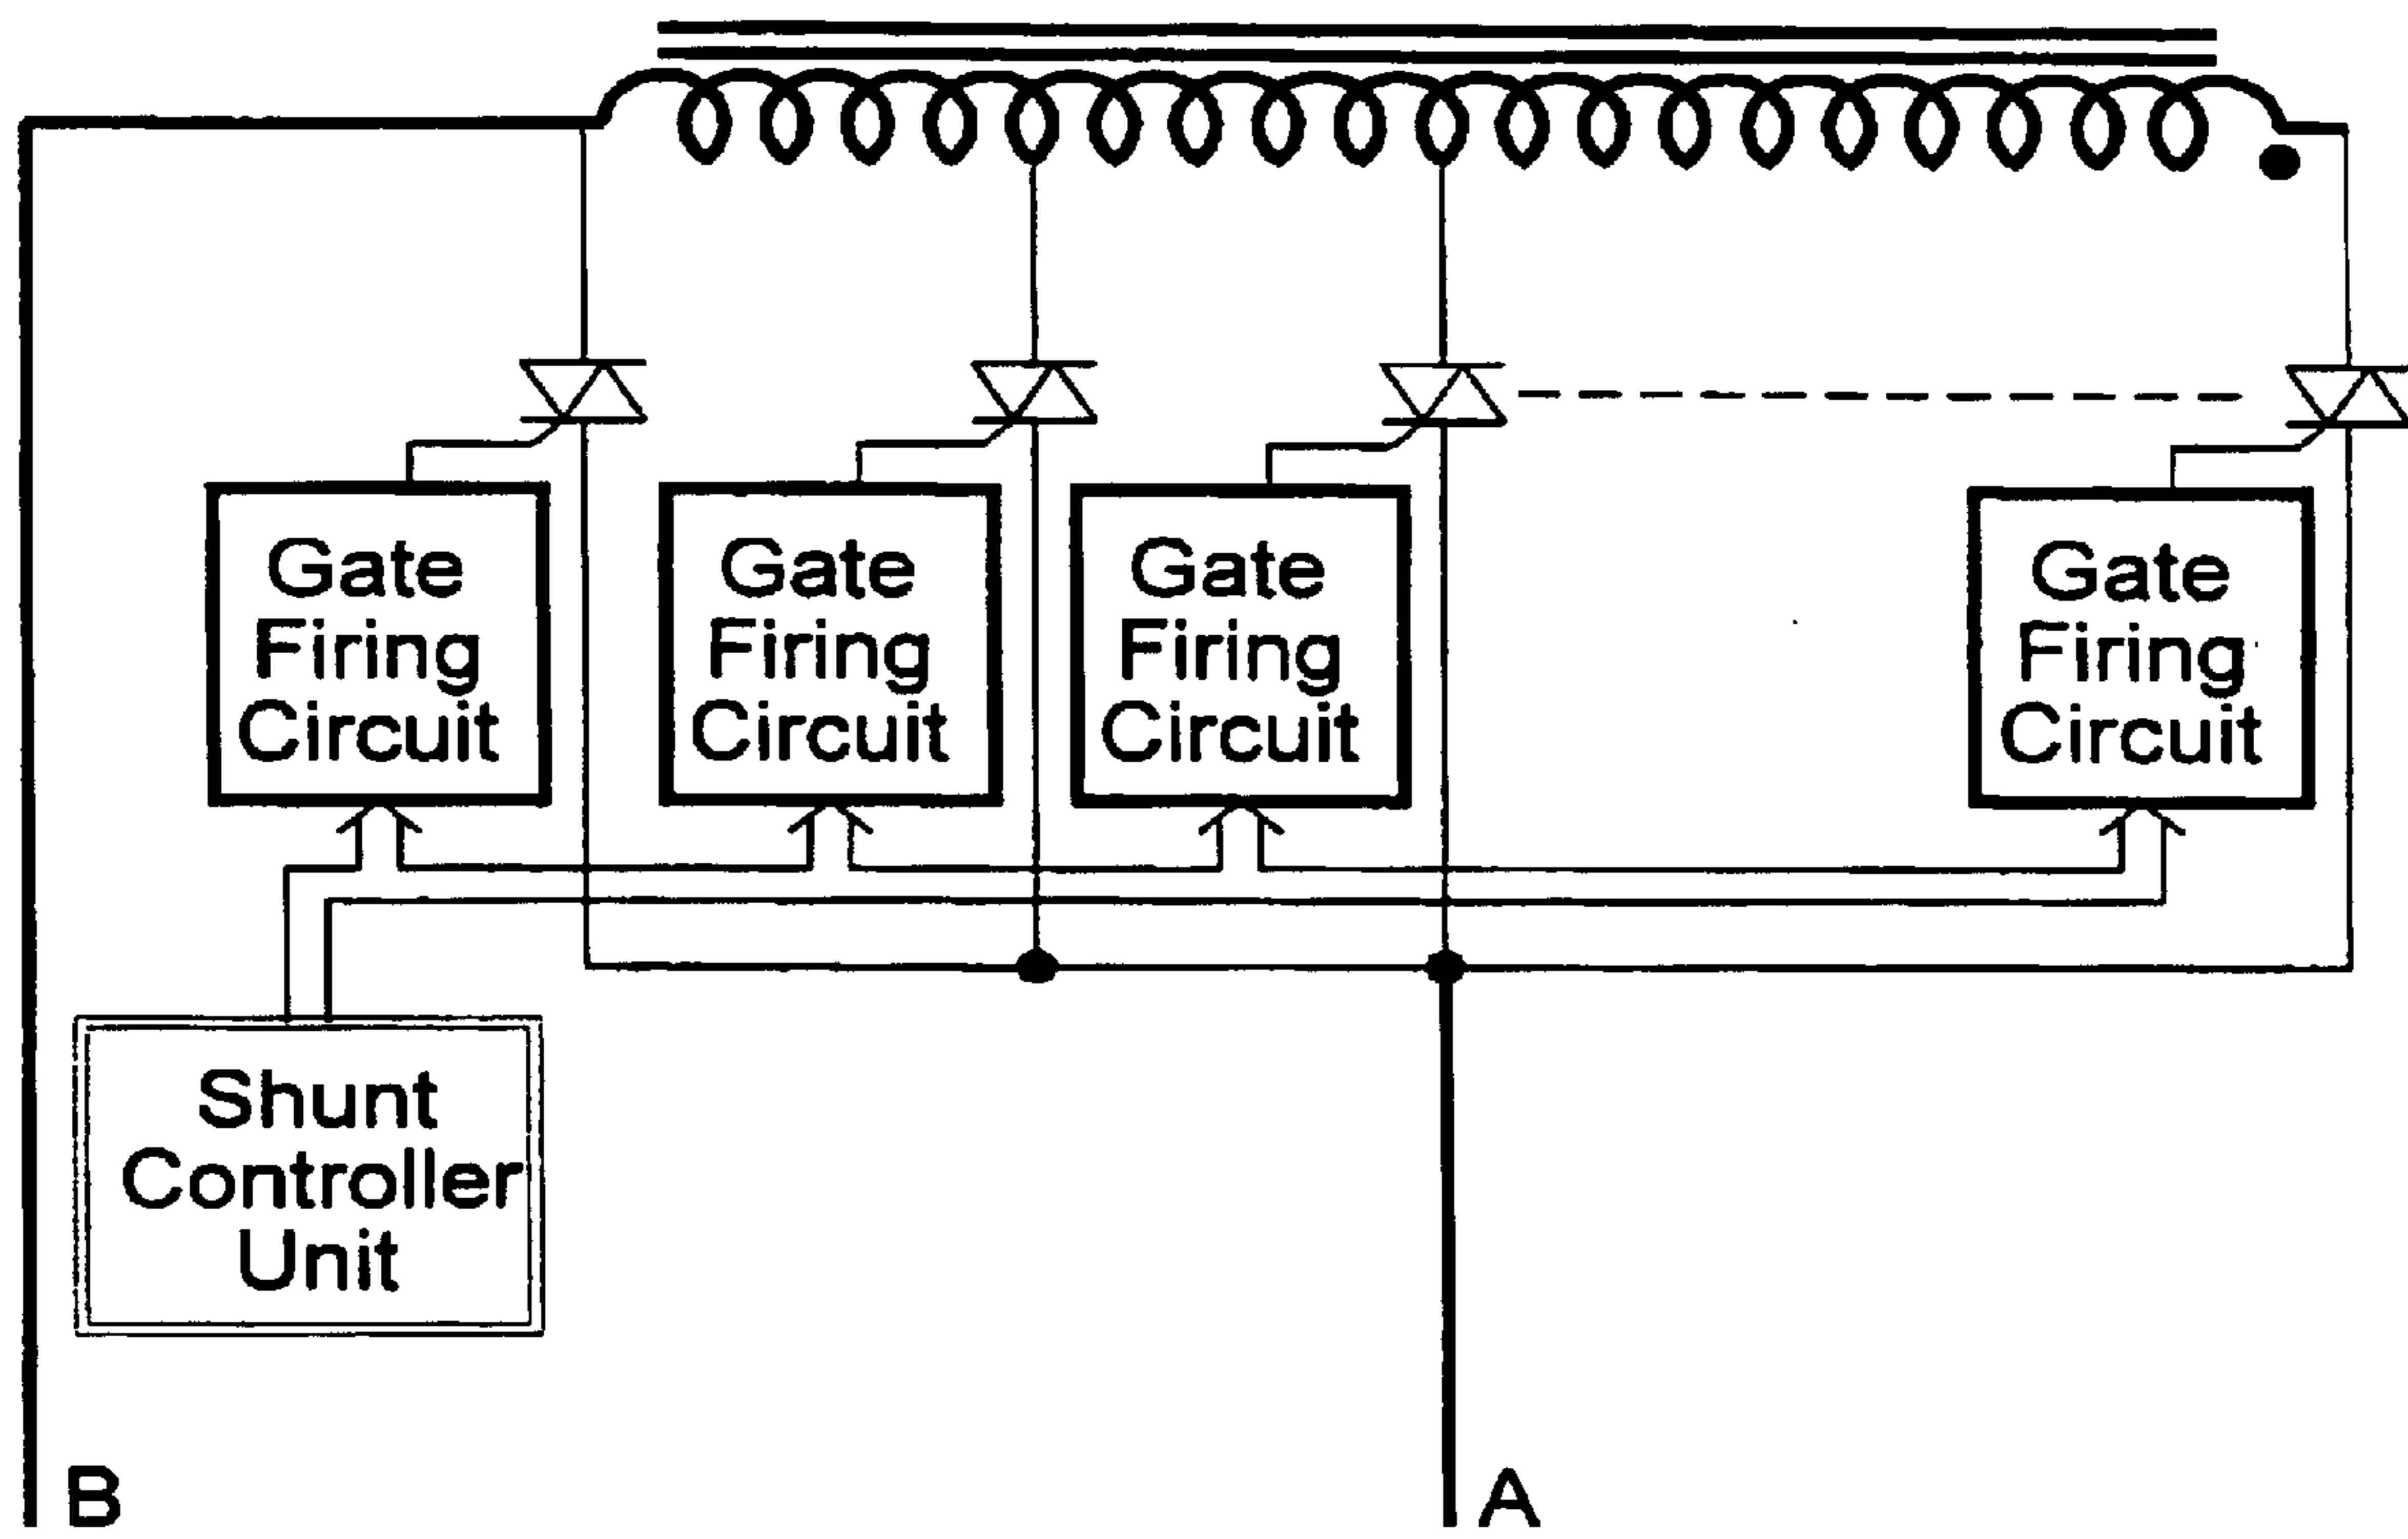 Gate
Firing
Circuit
Gate
Firing
Circuit
Gate
Firing
Circuit
Gate
Firing
Circuit
Shunt
Controller
Unit
B
A